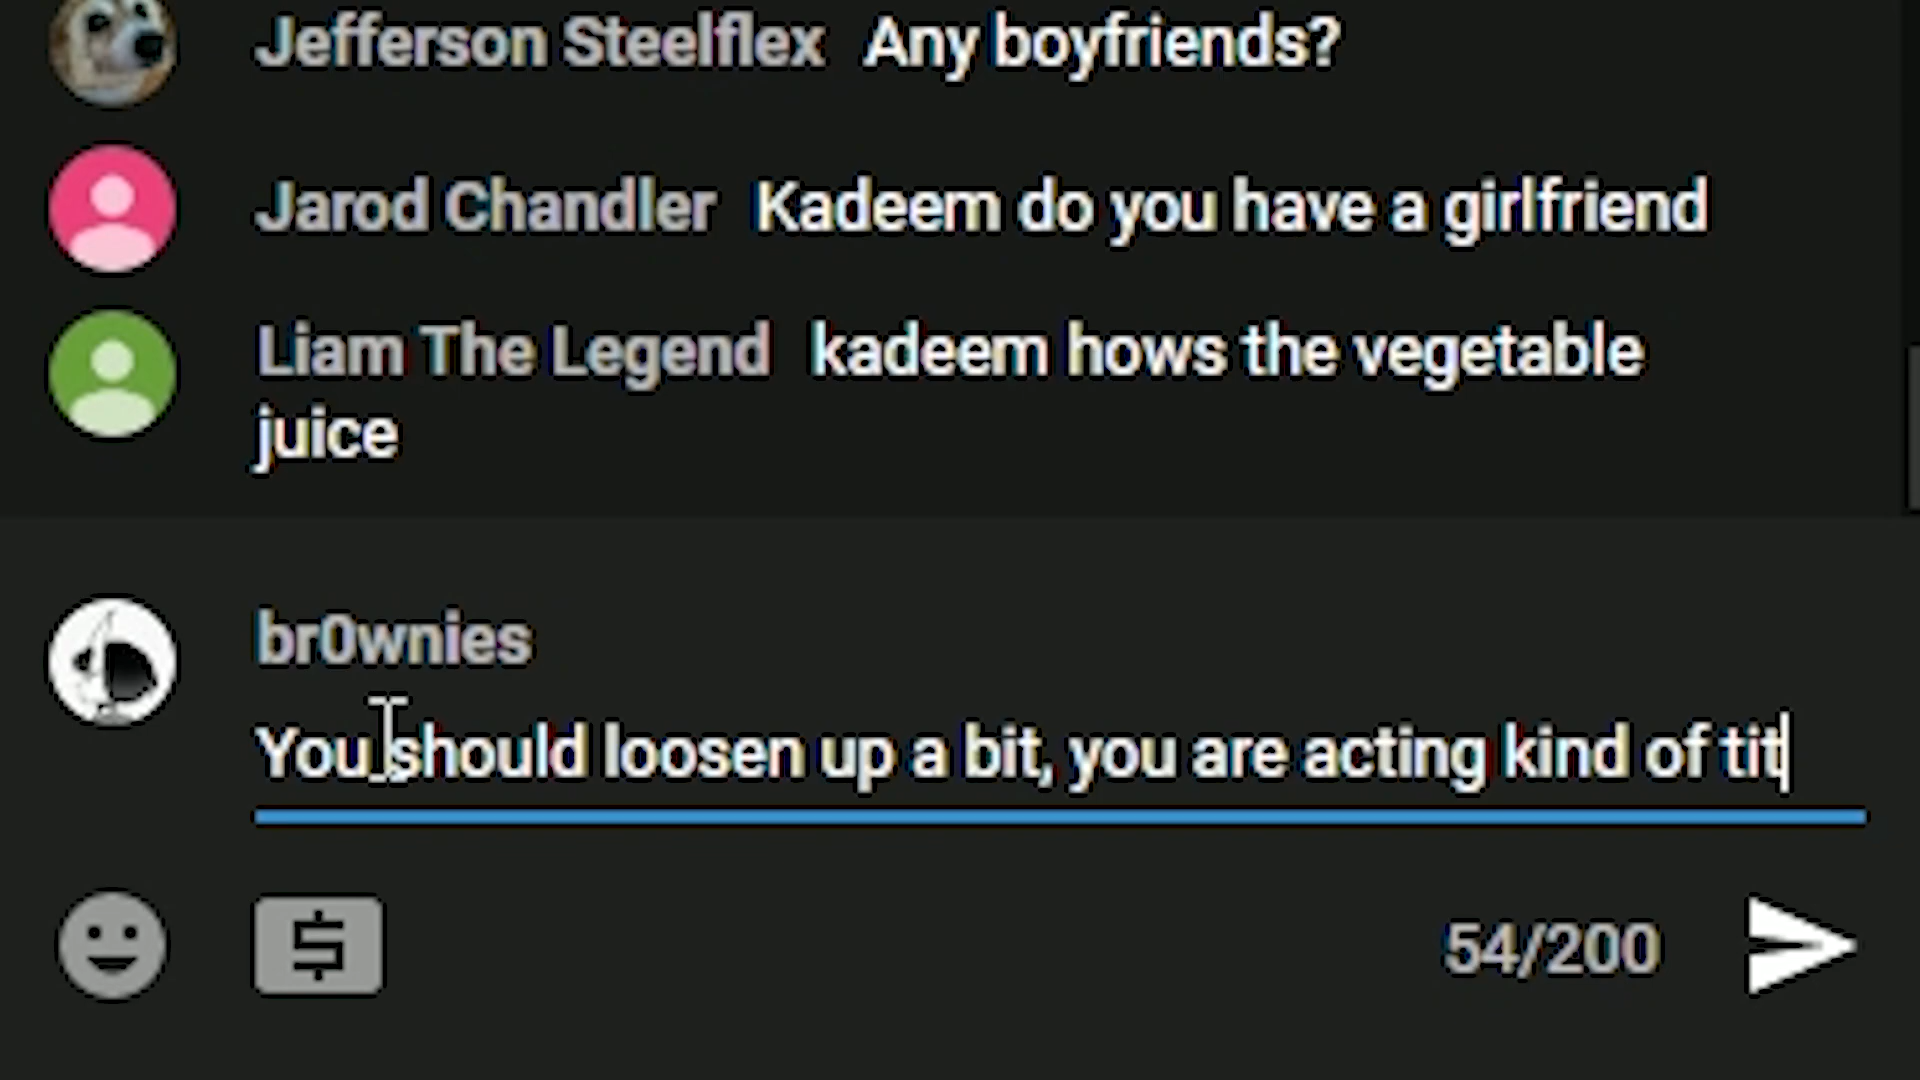 Jefferson Steelflex Any boyfriends?
Jarod Chandler Kadeem do you have a girlfriend
Liam The Legend kadeem hows the vegetable
juice
br0wnies
You should loosen up a bit, you are acting kind of tit
$ 54/200